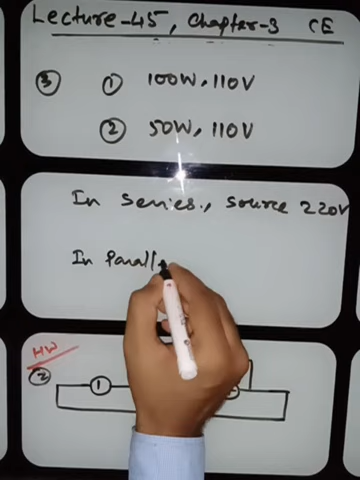 Lecture-45, Chapter-3 CE
③ ① 100W, 110V
② 50W, 110V
In Series, Source 220V
In Parall
HW
②
①